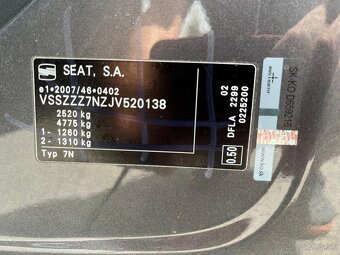 SEAT, S.A.
e1*2007/46*0402
VSSZZZ7NZJV520138
2520 kg
4775 kg
1- 1260 kg
2- 1310 kg
Typ 7N
02
DFLA 2299
0225200
0.50